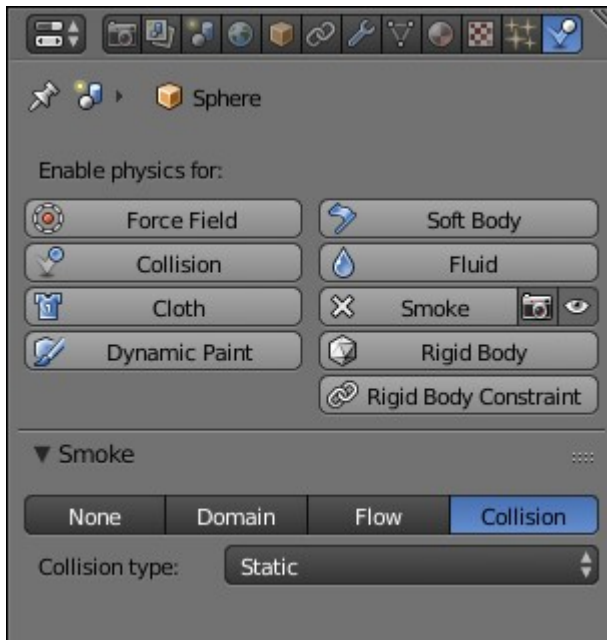 Sphere
Enable physics for:
Force Field
Soft Body
Collision
Fluid
Cloth
Smoke
Dynamic Paint
Rigid Body
Rigid Body Constraint
Smoke
None Domain Flow Collision
Collision type: Static